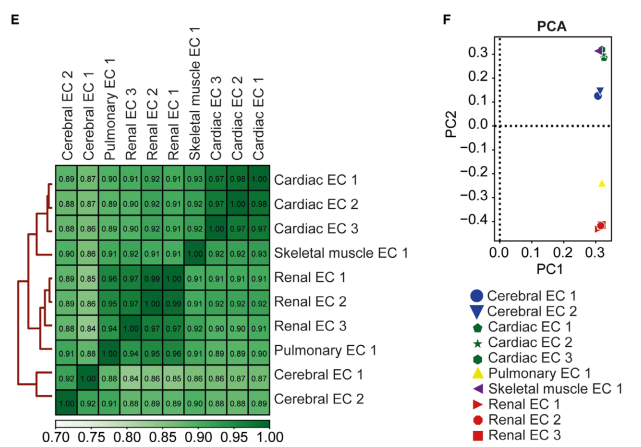 E
Cerebral EC 2
Cerebral EC 1
Pulmonary EC 1
Renal EC 3
Renal EC 2
Renal EC 1
Skeletal muscle EC 1
Cardiac EC 3
Cardiac EC 2
Cardiac EC 1
0.89 0.87 0.90 0.91 0.92 0.91 0.93 0.97 0.98 1.00 Cardiac EC 1
0.88 0.87 0.89 0.90 0.92 0.91 0.92 0.97 1.00 0.98 Cardiac EC 2
0.88 0.86 0.89 0.90 0.92 0.91 0.92 1.00 0.97 0.97 Cardiac EC 3
0.90 0.86 0.91 0.92 0.92 0.91 1.00 0.92 0.92 0.93 Skeletal muscle EC 1
0.89 0.85 0.96 0.97 0.99 1.00 0.91 0.91 0.91 0.91 Renal EC 1
0.89 0.86 0.95 0.97 1.00 0.99 0.91 0.92 0.92 0.92 Renal EC 2
0.88 0.84 0.94 1.00 0.97 0.97 0.92 0.90 0.90 0.91 Renal EC 3
0.91 0.88 1.00 0.94 0.95 0.96 0.91 0.89 0.89 0.90 Pulmonary EC 1
0.92 1.00 0.88 0.84 0.86 0.85 0.86 0.86 0.87 0.87 Cerebral EC 1
1.00 0.92 0.91 0.88 0.89 0.89 0.90 0.88 0.88 0.89 Cerebral EC 2
0.70 0.75 0.80 0.85 0.90 0.95 1.00
F
PCA
PC2
0.3
0.2
0.1
0.0
−0.1
−0.2
−0.3
−0.4
0.0 0.1 0.2 0.3
PC1
Cerebral EC 1
Cerebral EC 2
Cardiac EC 1
Cardiac EC 2
Cardiac EC 3
Pulmonary EC 1
Skeletal muscle EC 1
Renal EC 1
Renal EC 2
Renal EC 3